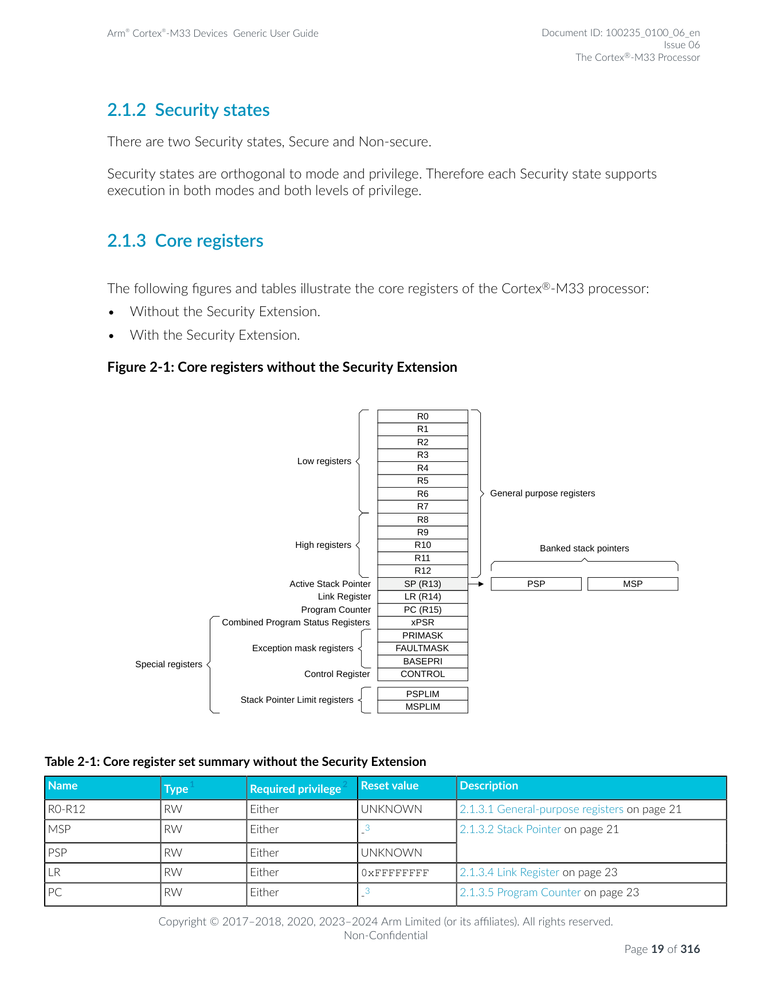 Arm® Cortex®-M33 Devices  Generic User Guide
Document ID: 100235_0100_06_en
Issue 06
The Cortex®-M33 Processor
2.1.2 Security states
There are two Security states, Secure and Non-secure.
Security states are orthogonal to mode and privilege. Therefore each Security state supports
execution in both modes and both levels of privilege.
2.1.3 Core registers
The following figures and tables illustrate the core registers of the Cortex®-M33 processor:
• Without the Security Extension.
• With the Security Extension.
Figure 2-1: Core registers without the Security Extension
R0
R1
R2
R3
Low registers
R4
R5
R6
General purpose registers
R7
R8
R9
High registers
R10
Banked stack pointers
R11
R12
Active Stack Pointer SP (R13) PSP MSP
Link Register LR (R14)
Program Counter PC (R15)
Combined Program Status Registers xPSR
PRIMASK
Exception mask registers FAULTMASK
BASEPRI
Special registers
Control Register CONTROL
PSPLIM
Stack Pointer Limit registers
MSPLIM
Table 2-1: Core register set summary without the Security Extension
Name Type 1 Required privilege 2 Reset value Description
R0-R12 RW Either UNKNOWN 2.1.3.1 General-purpose registers on page 21
MSP RW Either -3 2.1.3.2 Stack Pointer on page 21
PSP RW Either UNKNOWN
LR RW Either 0xFFFFFFFF 2.1.3.4 Link Register on page 23
PC RW Either -3 2.1.3.5 Program Counter on page 23
Copyright © 2017–2018, 2020, 2023–2024 Arm Limited (or its affiliates). All rights reserved.
Non-Confidential
Page 19 of 316